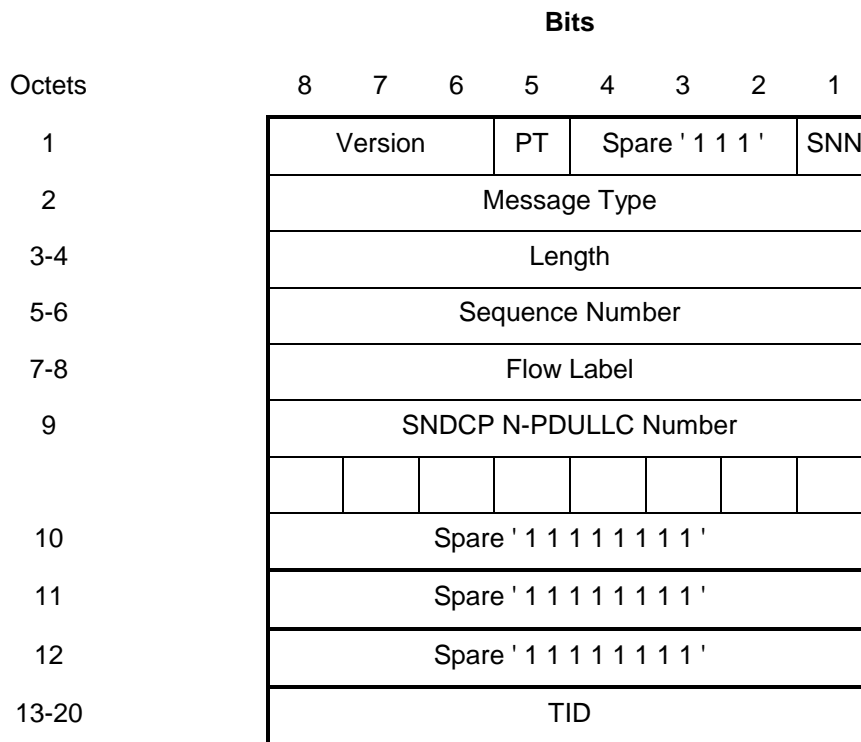 Bits
Octets 8 7 6 5 4 3 2 1
1 Version PT Spare ' 1 1 1 ' SNN
2 Message Type
3-4 Length
5-6 Sequence Number
7-8 Flow Label
9 SNDCP N-PDULLC Number
10 Spare ' 1 1 1 1 1 1 1 1 '
11 Spare ' 1 1 1 1 1 1 1 1 '
12 Spare ' 1 1 1 1 1 1 1 1 '
13-20 TID